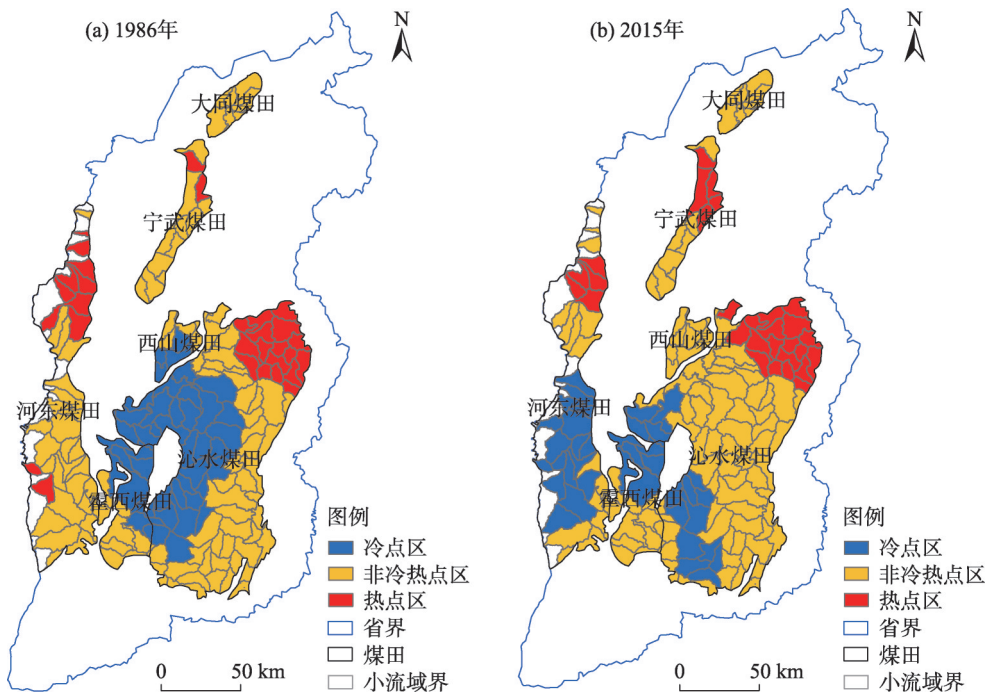 (a) 1986年
N
大同煤田
宁武煤田
西山煤田
河东煤田
沁水煤田
霍西煤田
图例
冷点区
非冷热点区
热点区
省界
煤田
小流域界
0 50 km
(b) 2015年
N
大同煤田
宁武煤田
西山煤田
河东煤田
沁水煤田
霍西煤田
图例
冷点区
非冷热点区
热点区
省界
煤田
小流域界
0 50 km